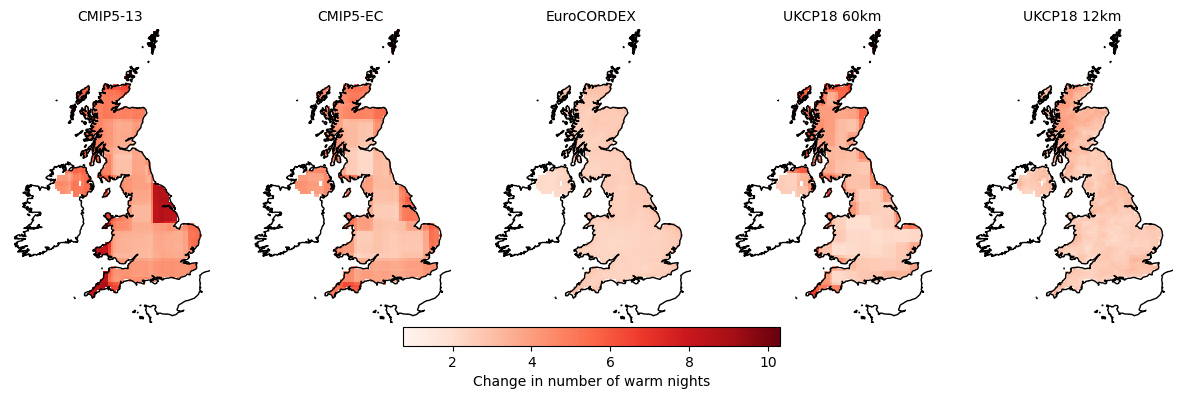 CMIP5-13 CMIP5-EC EuroCORDEX UKCP18 60km UKCP18 12km
2 4 6 8 10
Change in number of warm nights